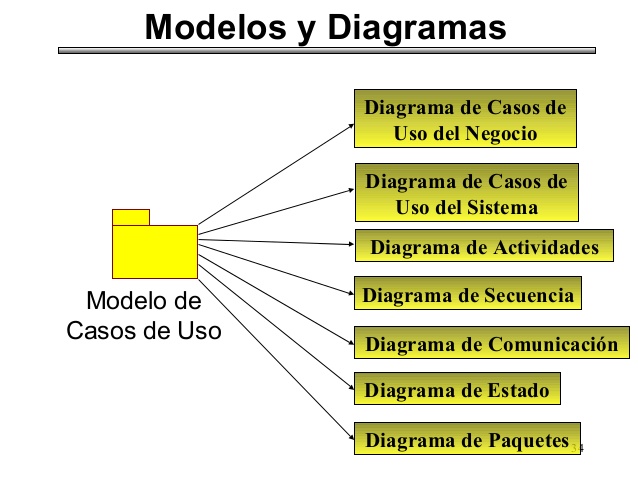 Modelos y Diagramas
Diagrama de Casos de
Uso del Negocio
Diagrama de Casos de
Uso del Sistema
Diagrama de Actividades
Modelo de
Casos de Uso
Diagrama de Secuencia
Diagrama de Comunicación
Diagrama de Estado
Diagrama de Paquetes
34